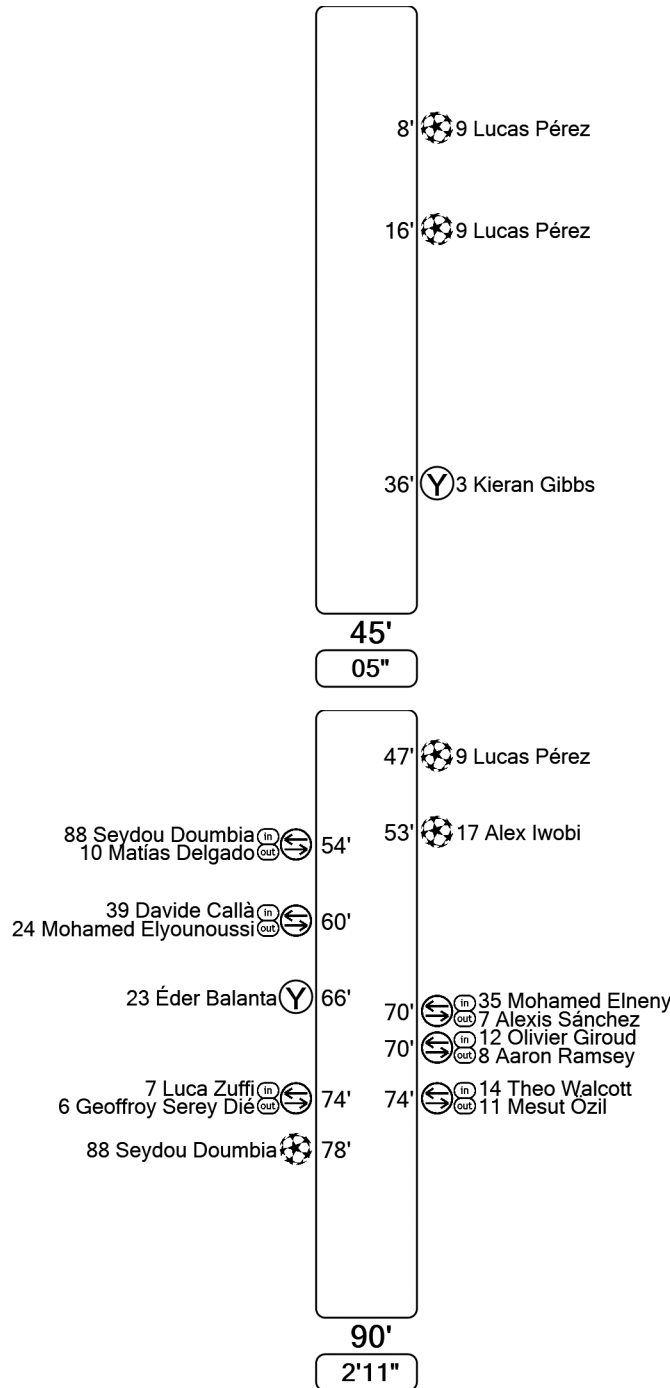 8' 9 Lucas Pérez
16' 9 Lucas Pérez
36' Y 3 Kieran Gibbs
45'
05"
47' 9 Lucas Pérez
53' 17 Alex Iwobi
88 Seydou Doumbia in
10 Matías Delgado out 54'
39 Davide Callà in
24 Mohamed Elyounoussi out 60'
23 Éder Balanta Y 66'
70' in 35 Mohamed Elneny
out 7 Alexis Sánchez
70' in 12 Olivier Giroud
out 8 Aaron Ramsey
7 Luca Zuffi in
6 Geoffroy Serey Dié out 74'
74' in 14 Theo Walcott
out 11 Mesut Özil
88 Seydou Doumbia 78'
90'
2'11"